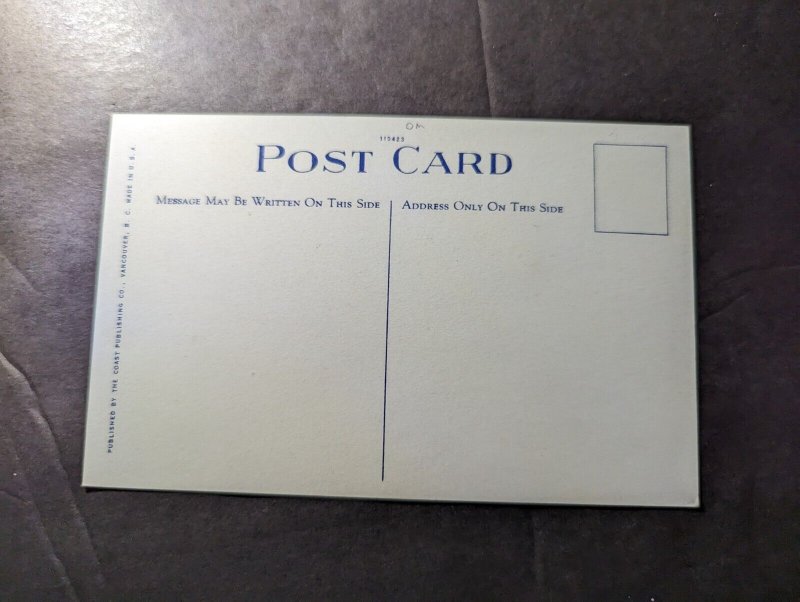 OM
115423
POST CARD
MESSAGE MAY BE WRITTEN ON THIS SIDE
ADDRESS ONLY ON THIS SIDE
PUBLISHED BY THE COAST PUBLISHING CO., VANCOUVER, B. C. MADE IN U. S. A.